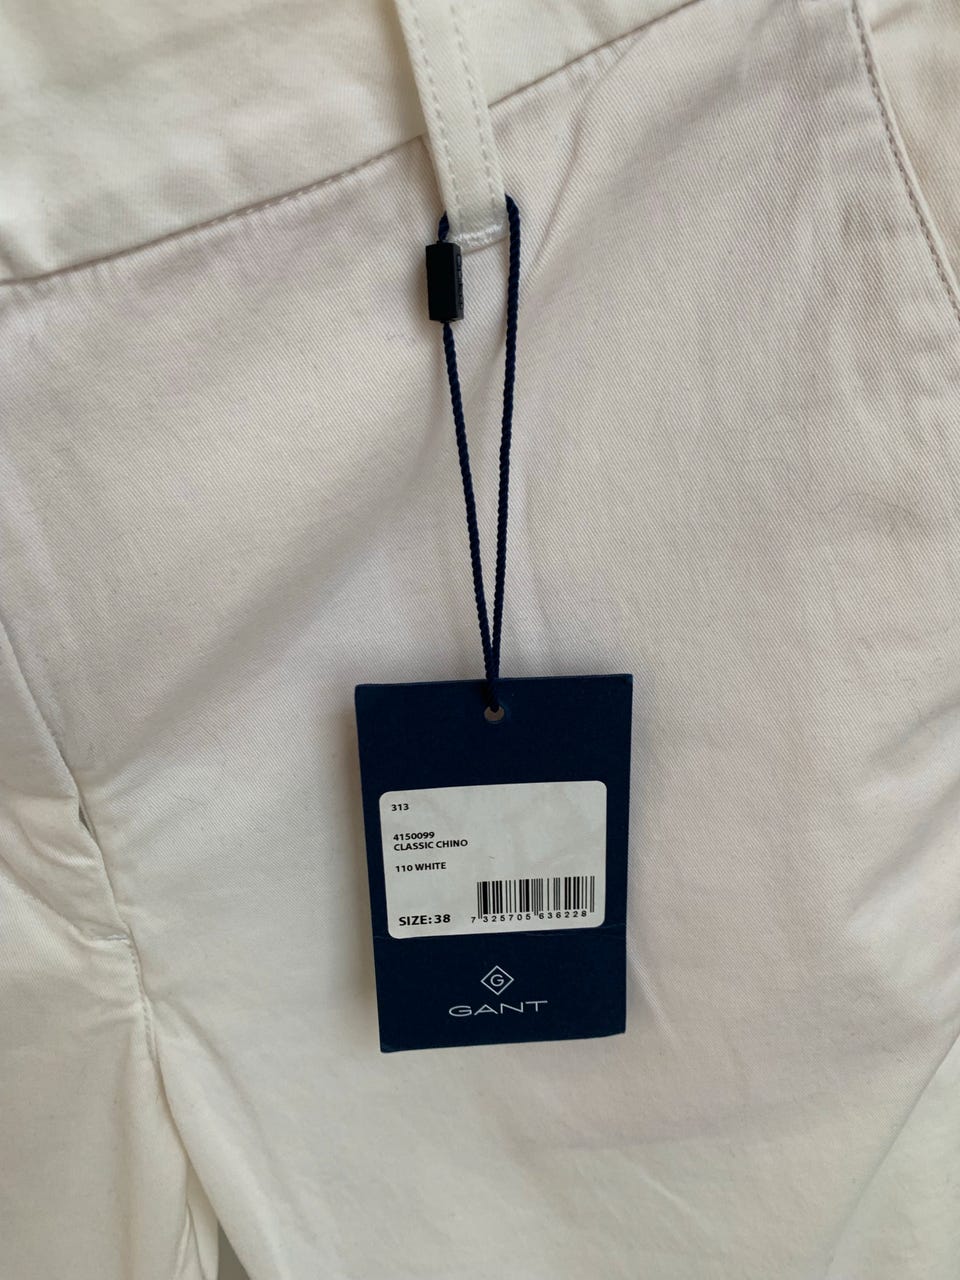 313
4150099
CLASSIC CHINO
110 WHITE
SIZE: 38
7 325705 636228
G
GANT